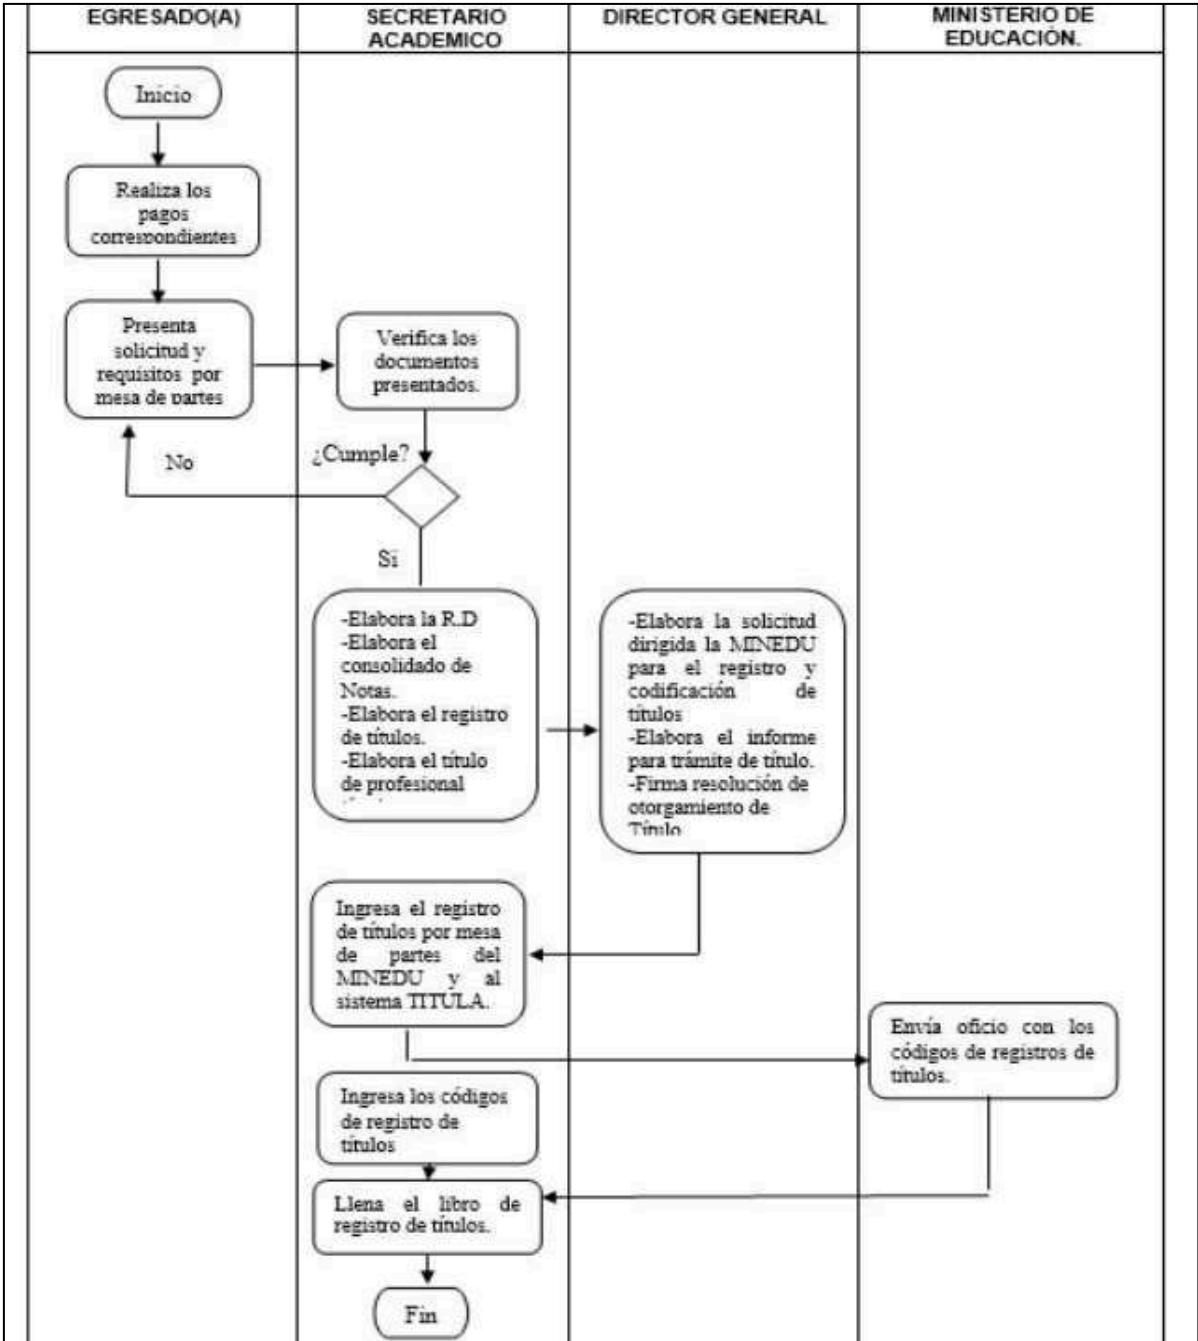 EGRESADO(A)
SECRETARIO
ACADEMICO
DIRECTOR GENERAL
MINISTERIO DE
EDUCACIÓN.
Inicio
Realiza los
pagos
correspondientes
Presenta
solicitud y
requisitos por
mesa de partes
Verifica los
documentos
presentados.
No
¿Cumple?
Si
-Elabora la R.D
-Elabora el
consolidado de
Notas.
-Elabora el registro
de títulos.
-Elabora el título
de profesional
-Elabora la solicitud
dirigida la MINEDU
para el registro y
codificación de
títulos
-Elabora el informe
para trámite de título.
-Firma resolución de
otorgamiento de
Título
Ingresa el registro
de títulos por mesa
de partes del
MINEDU y al
sistema TITULA.
Envía oficio con los
códigos de registros de
títulos.
Ingresa los códigos
de registro de
títulos
Llena el libro de
registro de títulos.
Fin